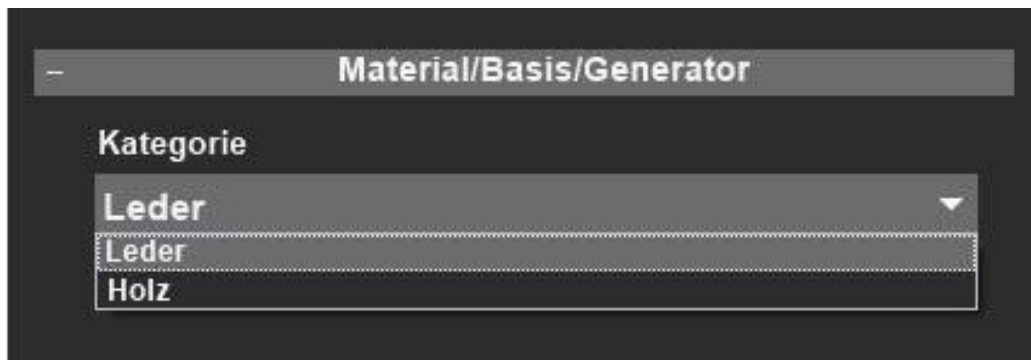 – Material/Basis/Generator
Kategorie
Leder
Leder
Holz